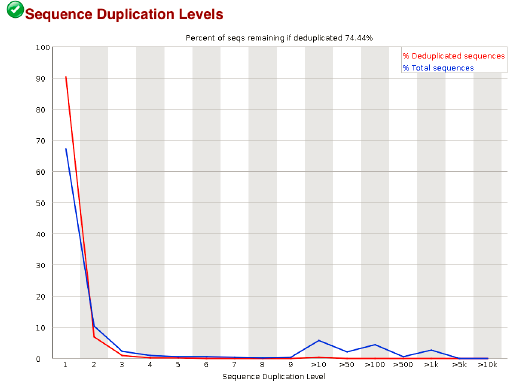 Sequence Duplication Levels
Percent of seqs remaining if deduplicated 74.44%
% Deduplicated sequences
% Total sequences
100
90
80
70
60
50
40
30
20
10
0
1 2 3 4 5 6 7 8 9 >10 >50 >100 >500 >1k >5k >10k
Sequence Duplication Level